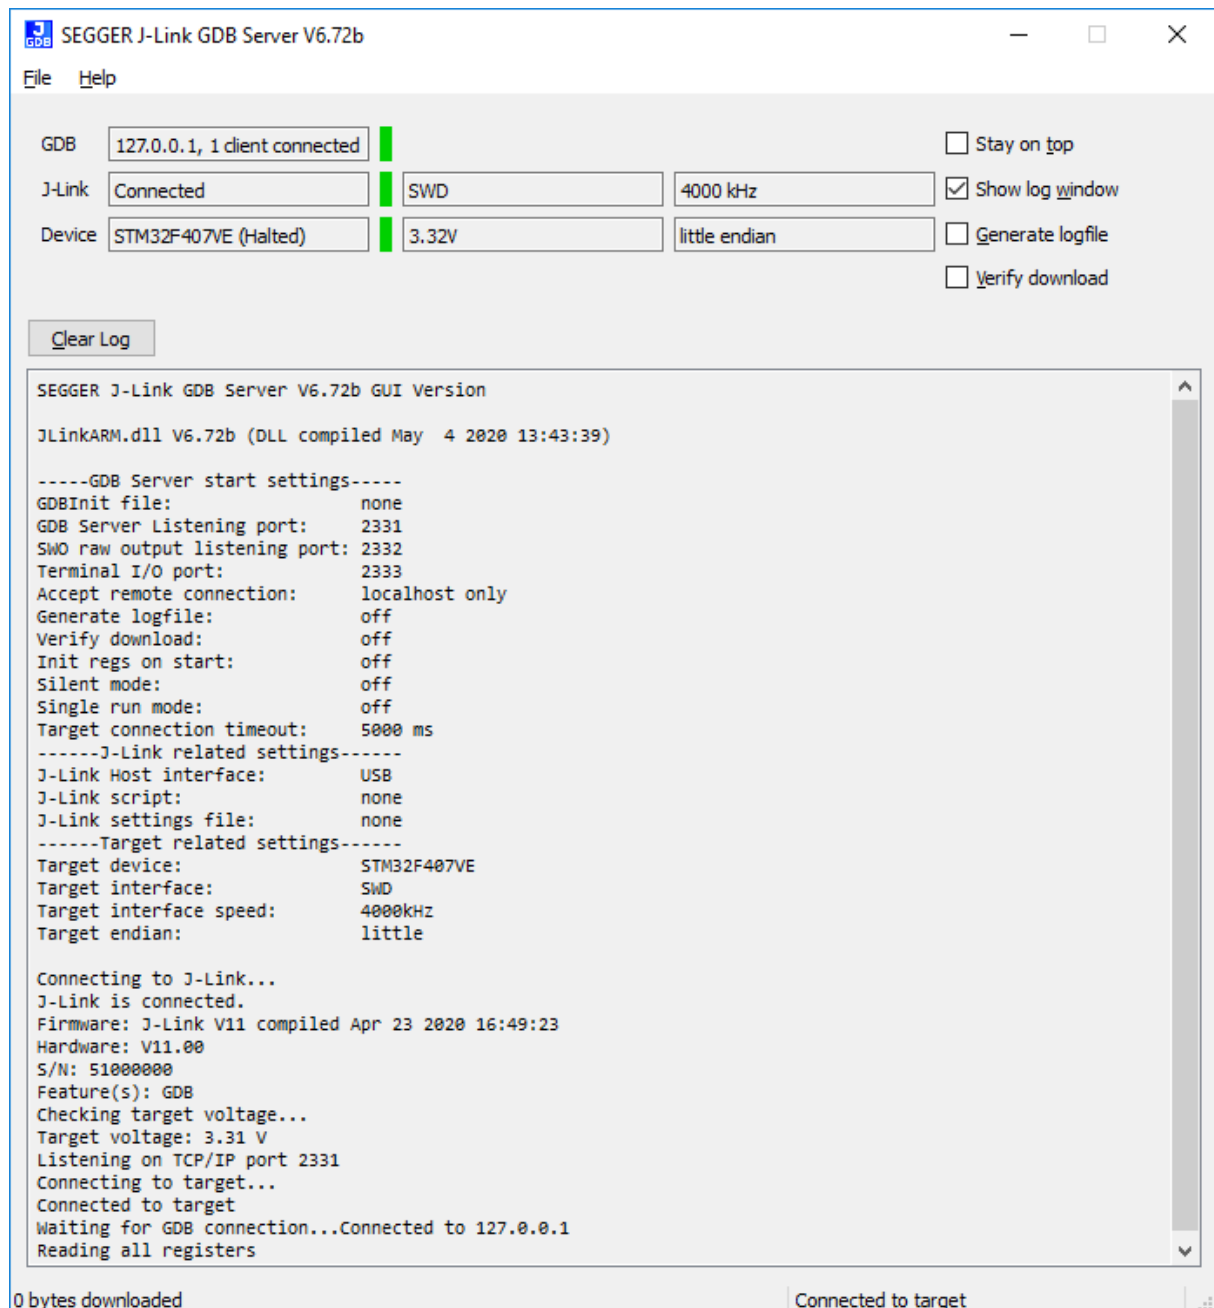 SEGGER J-Link GDB Server V6.72b
File Help
GDB 127.0.0.1, 1 client connected Stay on top
J-Link Connected SWD 4000 kHz Show log window
Device STM32F407VE (Halted) 3.32V little endian Generate logfile
Verify download
Clear Log
SEGGER J-Link GDB Server V6.72b GUI Version
JLinkARM.dll V6.72b (DLL compiled May  4 2020 13:43:39)
-----GDB Server start settings-----
GDBInit file:                  none
GDB Server Listening port:     2331
SWO raw output listening port: 2332
Terminal I/O port:             2333
Accept remote connection:      localhost only
Generate logfile:              off
Verify download:               off
Init regs on start:            off
Silent mode:                   off
Single run mode:               off
Target connection timeout:     5000 ms
------J-Link related settings------
J-Link Host interface:         USB
J-Link script:                 none
J-Link settings file:          none
------Target related settings------
Target device:                 STM32F407VE
Target interface:              SWD
Target interface speed:        4000kHz
Target endian:                 little
Connecting to J-Link...
J-Link is connected.
Firmware: J-Link V11 compiled Apr 23 2020 16:49:23
Hardware: V11.00
S/N: 51000000
Feature(s): GDB
Checking target voltage...
Target voltage: 3.31 V
Listening on TCP/IP port 2331
Connecting to target...
Connected to target
Waiting for GDB connection...Connected to 127.0.0.1
Reading all registers
0 bytes downloaded Connected to target